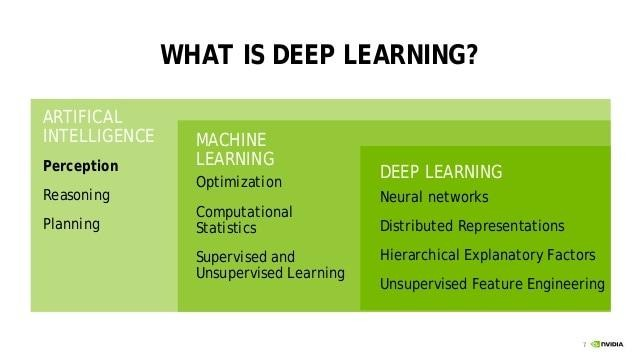 WHAT IS DEEP LEARNING?
ARTIFICAL
INTELLIGENCE
Perception
Reasoning
Planning
MACHINE
LEARNING
Optimization
Computational
Statistics
Supervised and
Unsupervised Learning
DEEP LEARNING
Neural networks
Distributed Representations
Hierarchical Explanatory Factors
Unsupervised Feature Engineering
7 NVIDIA